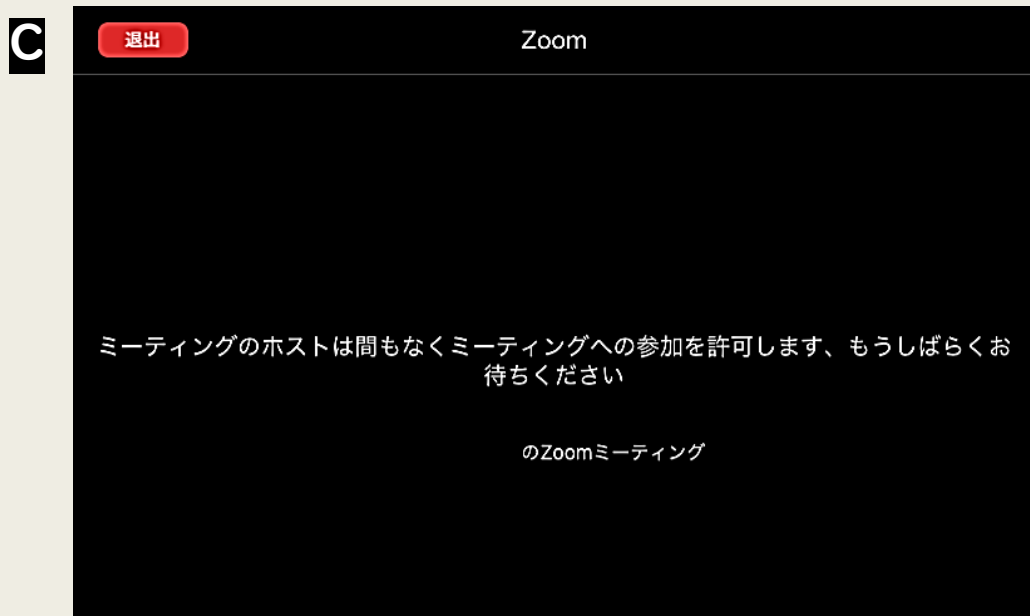 C
退出
Zoom
ミーティングのホストは間もなくミーティングへの参加を許可します、もうしばらくお
待ちください
のZoomミーティング